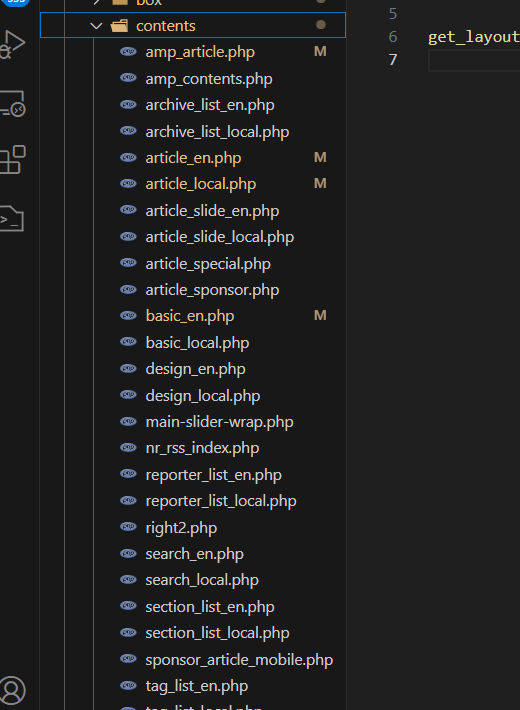 box
contents
5
6 get_layout
7
amp_article.php M
amp_contents.php
archive_list_en.php
archive_list_local.php
article_en.php M
article_local.php M
article_slide_en.php
article_slide_local.php
article_special.php
article_sponsor.php
basic_en.php M
basic_local.php
design_en.php
design_local.php
main-slider-wrap.php
nr_rss_index.php
reporter_list_en.php
reporter_list_local.php
right2.php
search_en.php
search_local.php
section_list_en.php
section_list_local.php
sponsor_article_mobile.php
tag_list_en.php
tag_list_local.php